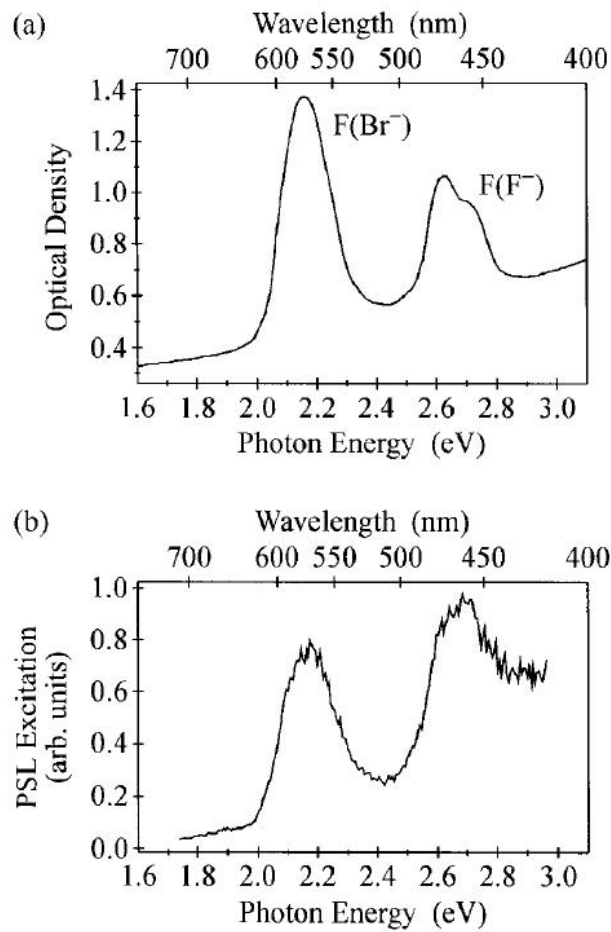 (a)
Wavelength (nm)
700 600 550 500 450 400
1.4
F(Br⁻)
1.2
F(F⁻)
1.0
Optical Density
0.8
0.6
0.4
1.6 1.8 2.0 2.2 2.4 2.6 2.8 3.0
Photon Energy (eV)
(b)
Wavelength (nm)
700 600 550 500 450 400
1.0
0.8
PSL Excitation
(arb. units)
0.6
0.4
0.2
0.0
1.6 1.8 2.0 2.2 2.4 2.6 2.8 3.0
Photon Energy (eV)